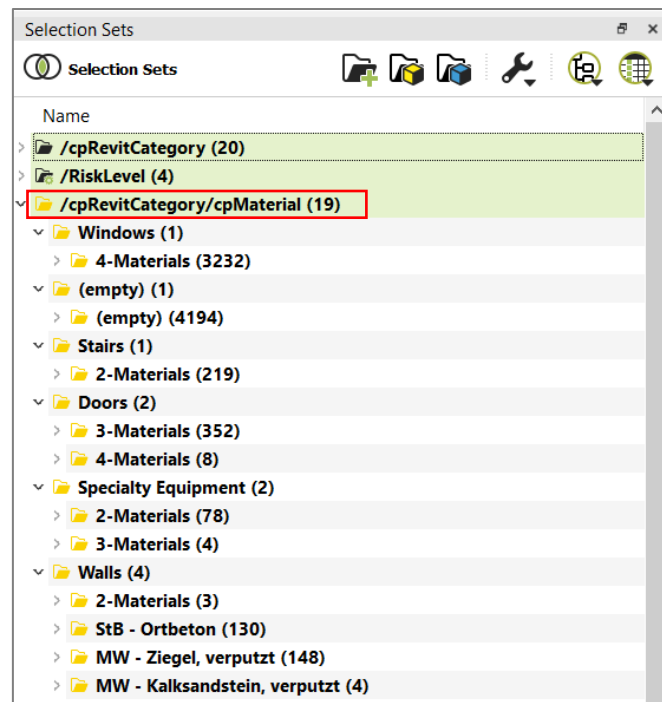 Selection Sets
Selection Sets
Name
/cpRevitCategory (20)
/RiskLevel (4)
/cpRevitCategory/cpMaterial (19)
Windows (1)
4-Materials (3232)
(empty) (1)
(empty) (4194)
Stairs (1)
2-Materials (219)
Doors (2)
3-Materials (352)
4-Materials (8)
Specialty Equipment (2)
2-Materials (78)
3-Materials (4)
Walls (4)
2-Materials (3)
StB - Ortbeton (130)
MW - Ziegel, verputzt (148)
MW - Kalksandstein, verputzt (4)